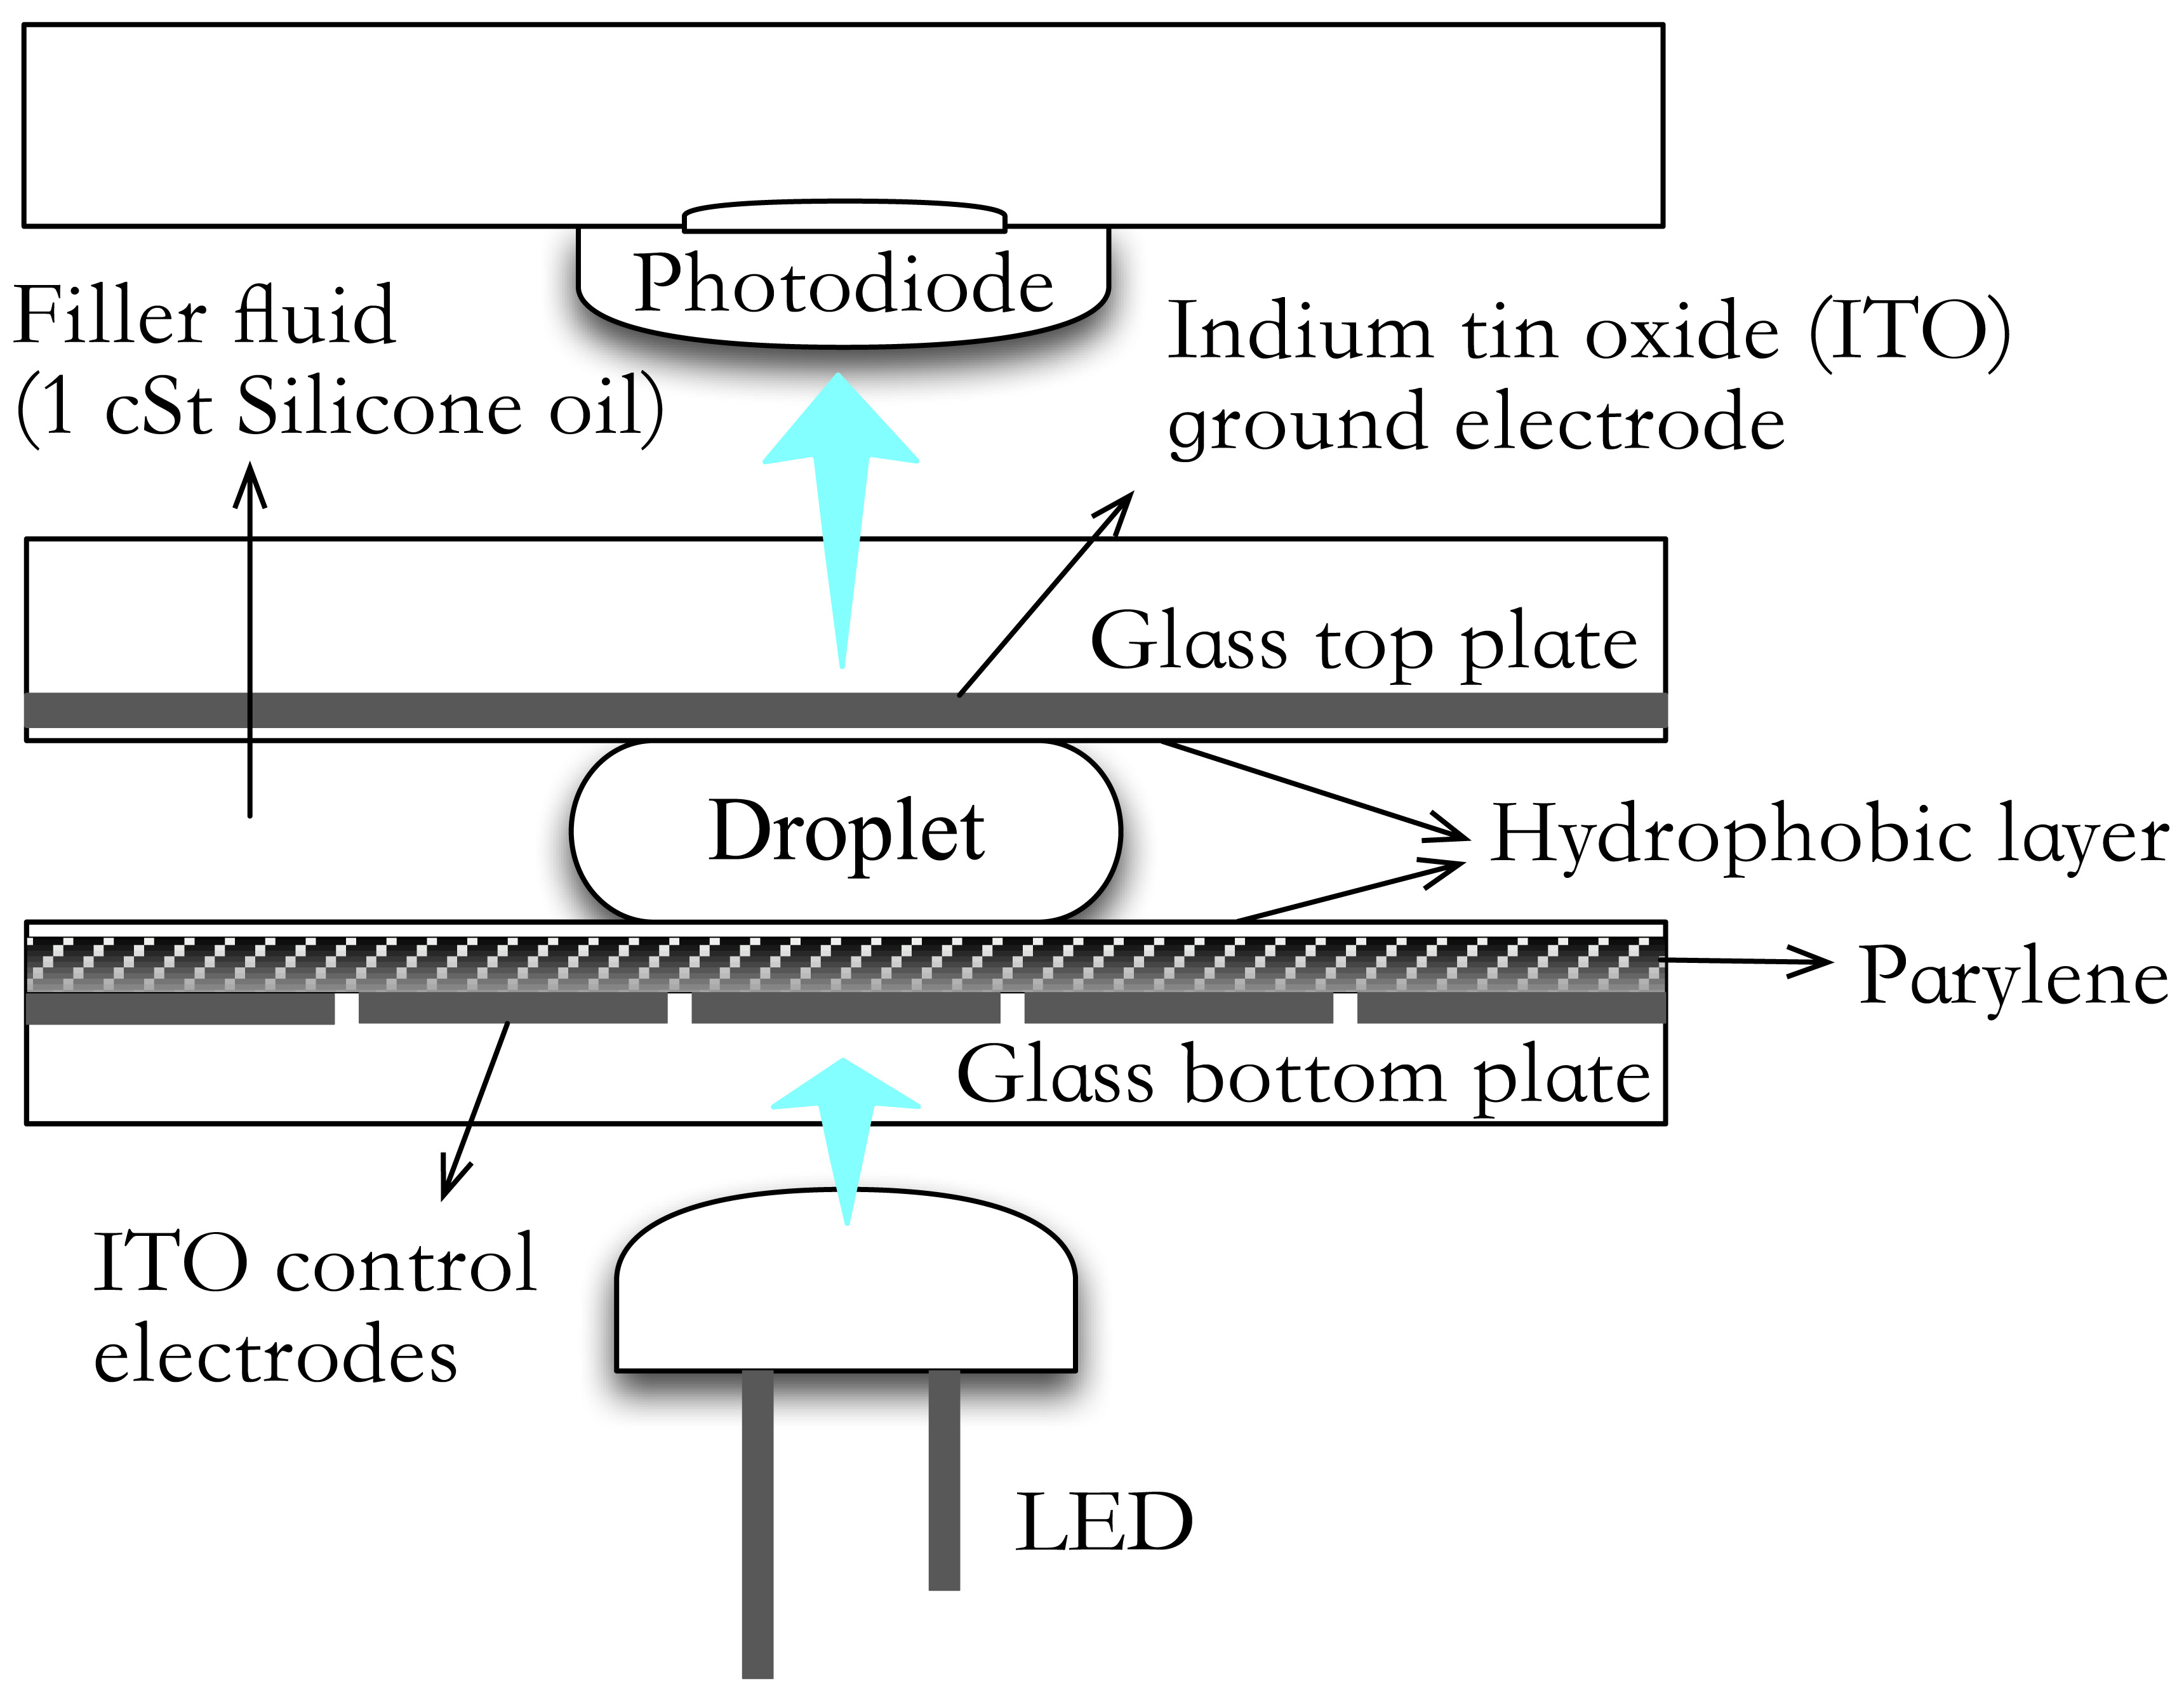 Photodiode
Filler fluid
(1 cSt Silicone oil)
Indium tin oxide (ITO)
ground electrode
Glass top plate
Droplet
Hydrophobic layer
Parylene
Glass bottom plate
ITO control
electrodes
LED